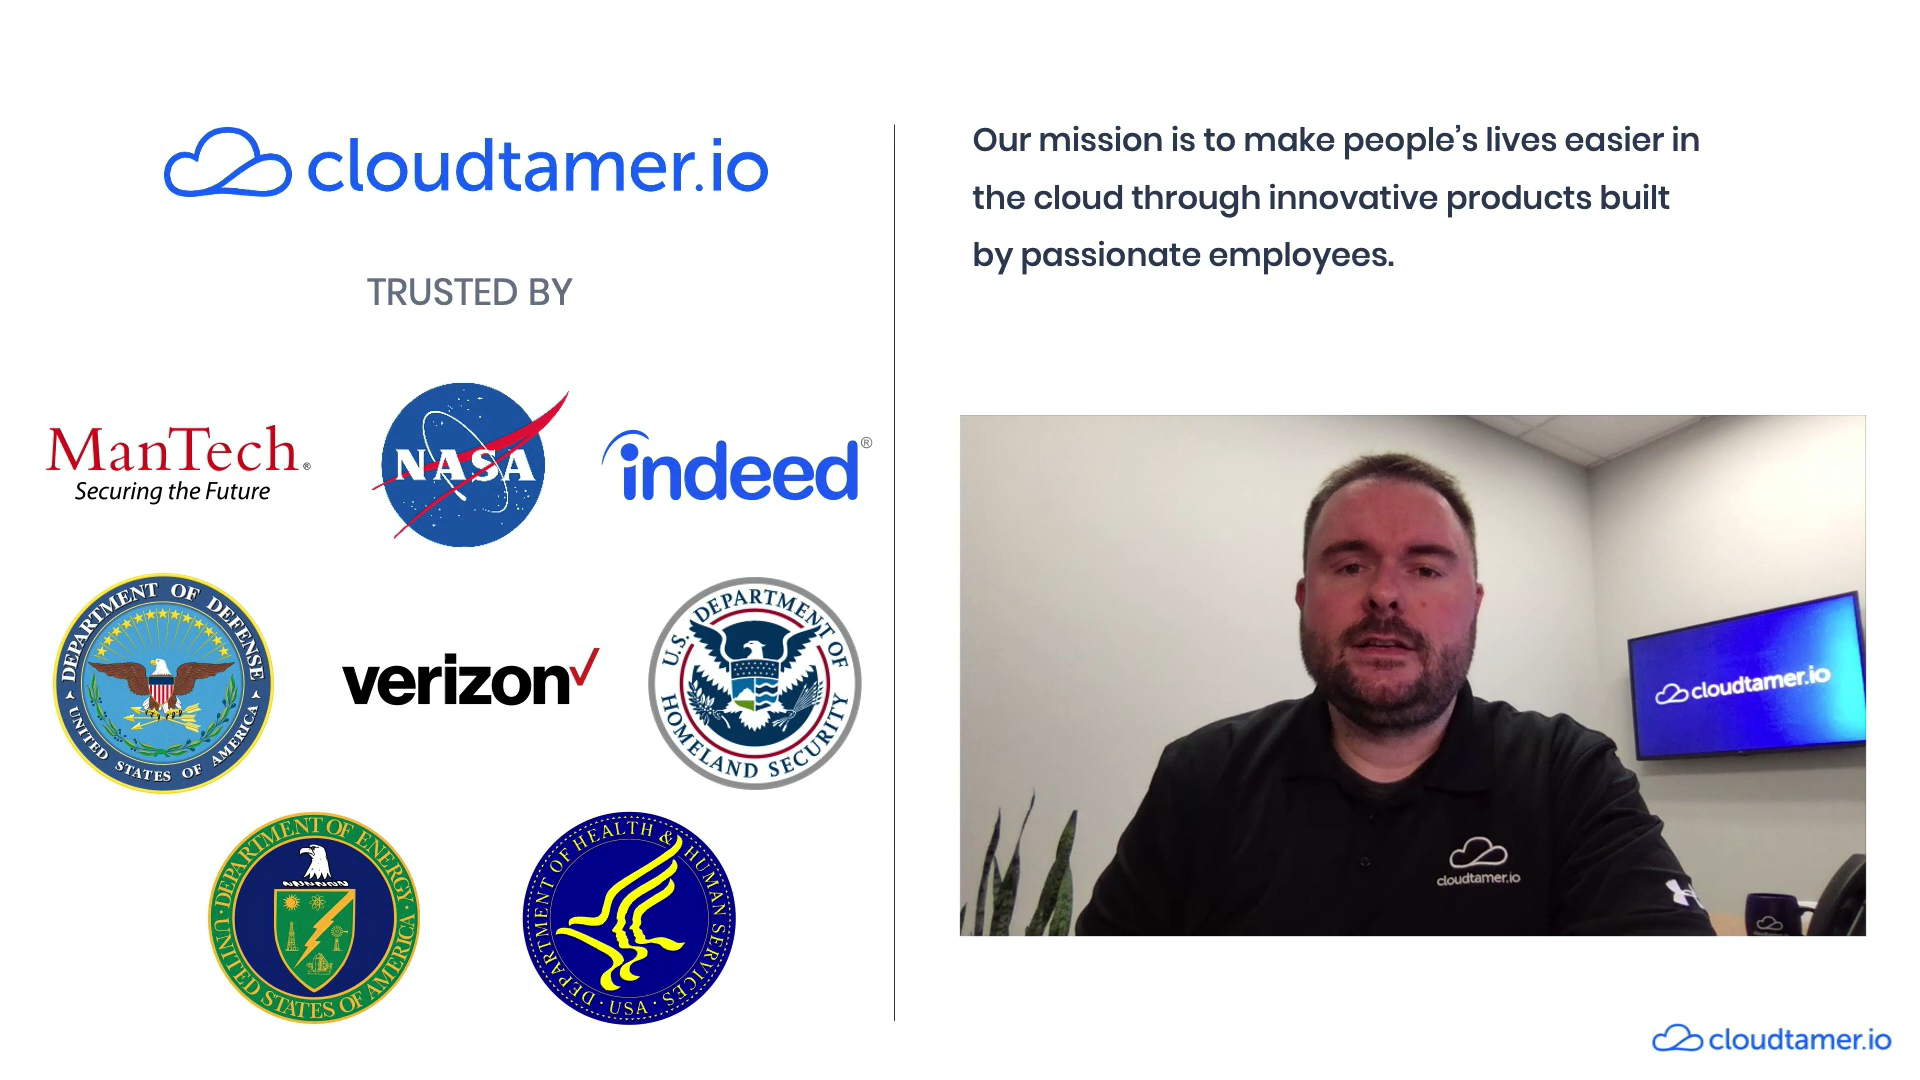 cloudtamer.io
TRUSTED BY
ManTech®
Securing the Future
NASA
indeed®
DEPARTMENT OF DEFENSE
UNITED STATES OF AMERICA
verizon
U.S. DEPARTMENT OF
HOMELAND SECURITY
DEPARTMENT OF ENERGY
UNITED STATES OF AMERICA
DEPARTMENT OF HEALTH & HUMAN SERVICES
USA
Our mission is to make people’s lives easier in
the cloud through innovative products built
by passionate employees.
cloudtamer.io
cloudtamer.io
cloudtamer.io